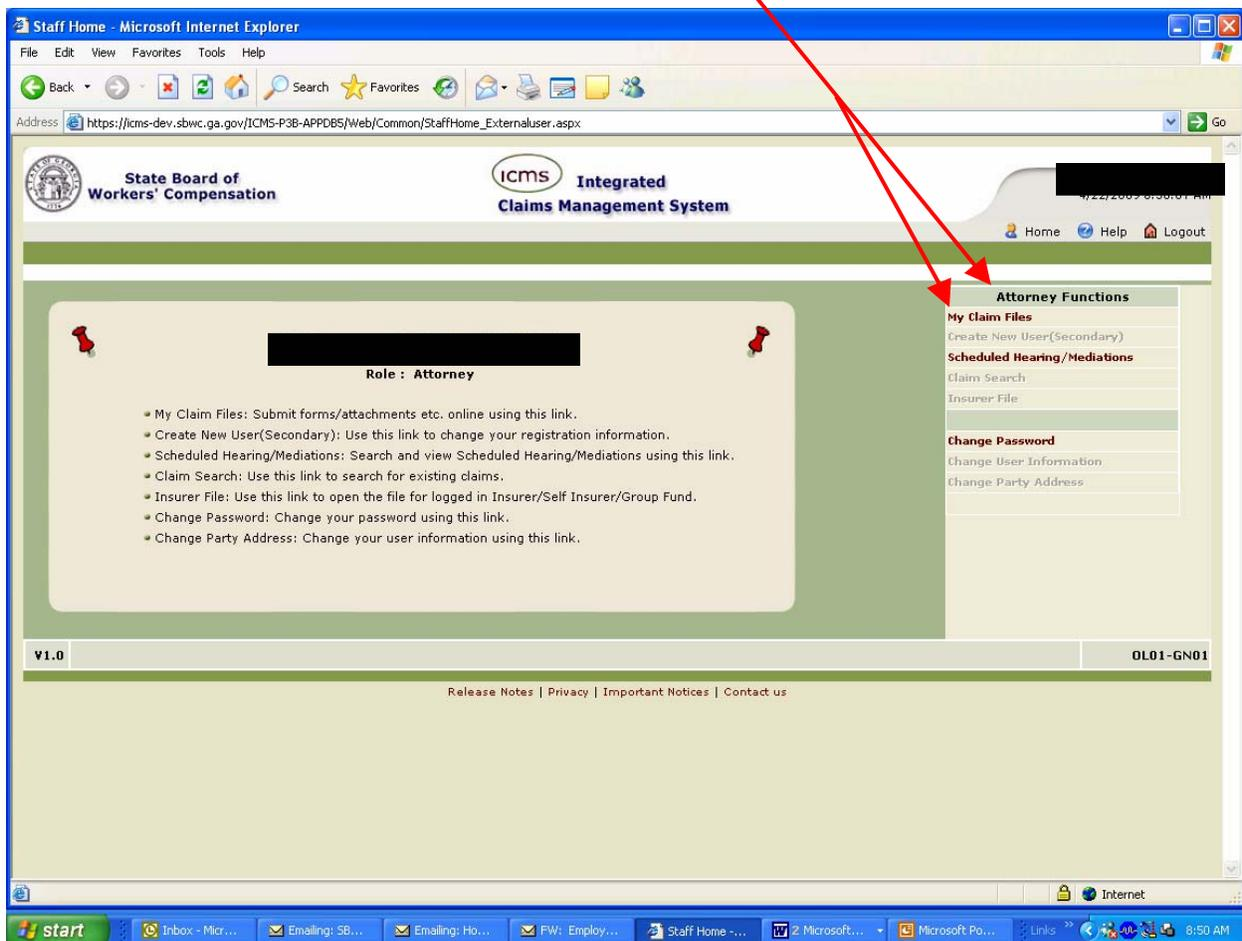 Staff Home - Microsoft Internet Explorer
File Edit View Favorites Tools Help
Back Search Favorites
Address https://icms-dev.sbwc.ga.gov/ICMS-P3B-APPDB5/Web/Common/StaffHome_Externaluser.aspx Go
State Board of
Workers' Compensation
ICMS Integrated
Claims Management System
Home Help Logout
Attorney Functions
My Claim Files
Create New User(Secondary)
Scheduled Hearing/Mediations
Claim Search
Insurer File
Change Password
Change User Information
Change Party Address
Role : Attorney
My Claim Files: Submit forms/attachments etc. online using this link.
Create New User(Secondary): Use this link to change your registration information.
Scheduled Hearing/Mediations: Search and view Scheduled Hearing/Mediations using this link.
Claim Search: Use this link to search for existing claims.
Insurer File: Use this link to open the file for logged in Insurer/Self Insurer/Group Fund.
Change Password: Change your password using this link.
Change Party Address: Change your user information using this link.
V1.0 OL01-GN01
Release Notes | Privacy | Important Notices | Contact us
Internet
start Inbox - Micr... Emailing: SB... Emailing: Ho... FW: Employ... Staff Home -... 2 Microsoft... Microsoft Po... Links 8:50 AM